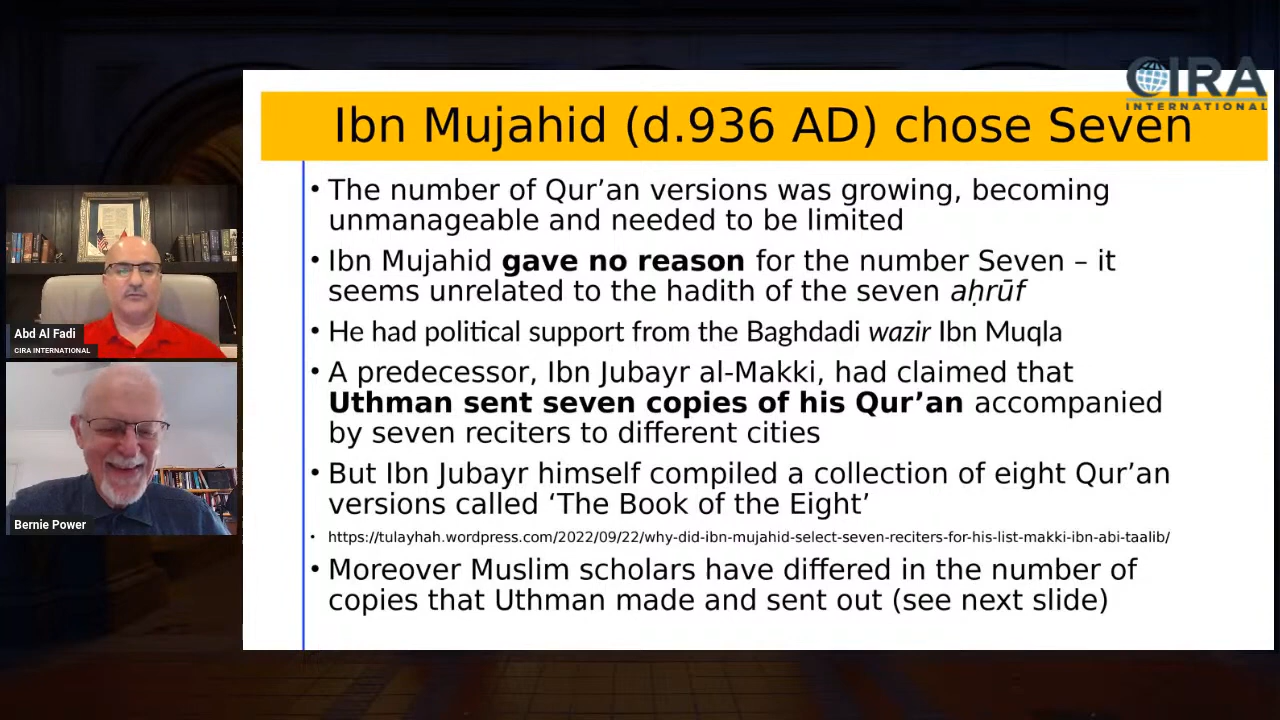 CIRA
INTERNATIONAL
Ibn Mujahid (d.936 AD) chose Seven
• The number of Qur’an versions was growing, becoming
unmanageable and needed to be limited
• Ibn Mujahid gave no reason for the number Seven – it
seems unrelated to the hadith of the seven aḥrūf
• He had political support from the Baghdadi wazir Ibn Muqla
• A predecessor, Ibn Jubayr al-Makki, had claimed that
Uthman sent seven copies of his Qur’an accompanied
by seven reciters to different cities
• But Ibn Jubayr himself compiled a collection of eight Qur’an
versions called ‘The Book of the Eight’
• https://tulayhah.wordpress.com/2022/09/22/why-did-ibn-mujahid-select-seven-reciters-for-his-list-makki-ibn-abi-taalib/
• Moreover Muslim scholars have differed in the number of
copies that Uthman made and sent out (see next slide)
Abd Al Fadi
CIRA INTERNATIONAL
Bernie Power